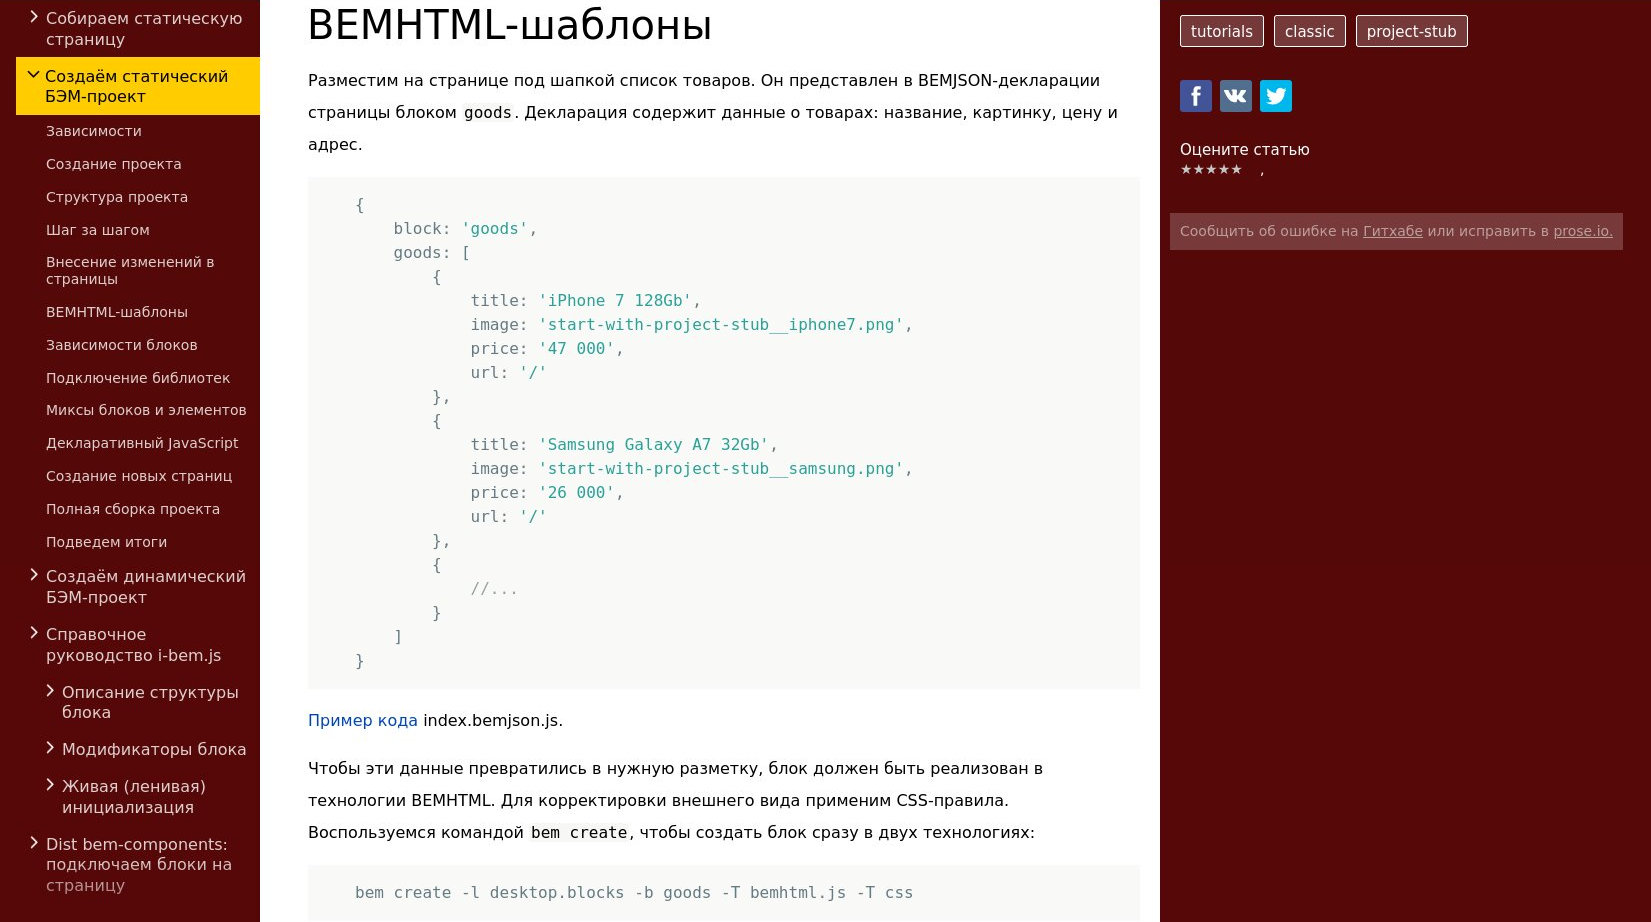 Собираем статическую
страницу
Создаём статический
БЭМ-проект
Зависимости
Создание проекта
Структура проекта
Шаг за шагом
Внесение изменений в
страницы
BEMHTML-шаблоны
Зависимости блоков
Подключение библиотек
Миксы блоков и элементов
Декларативный JavaScript
Создание новых страниц
Полная сборка проекта
Подведем итоги
Создаём динамический
БЭМ-проект
Справочное
руководство i-bem.js
Описание структуры
блока
Модификаторы блока
Живая (ленивая)
инициализация
Dist bem-components:
подключаем блоки на
страницу
BEMHTML-шаблоны
Разместим на странице под шапкой список товаров. Он представлен в BEMJSON-декларации
страницы блоком goods. Декларация содержит данные о товарах: название, картинку, цену и
адрес.
{
    block: 'goods',
    goods: [
        {
            title: 'iPhone 7 128Gb',
            image: 'start-with-project-stub__iphone7.png',
            price: '47 000',
            url: '/'
        },
        {
            title: 'Samsung Galaxy A7 32Gb',
            image: 'start-with-project-stub__samsung.png',
            price: '26 000',
            url: '/'
        },
        {
            //...
        }
    ]
}
Пример кода index.bemjson.js.
Чтобы эти данные превратились в нужную разметку, блок должен быть реализован в
технологии BEMHTML. Для корректировки внешнего вида применим CSS-правила.
Воспользуемся командой bem create, чтобы создать блок сразу в двух технологиях:
bem create -l desktop.blocks -b goods -T bemhtml.js -T css
tutorials classic project-stub
Оцените статью
★★★★★ ,
Сообщить об ошибке на Гитхабе или исправить в prose.io.